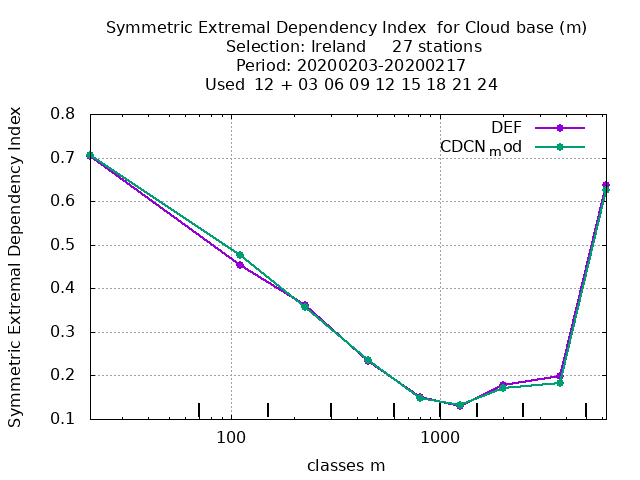 Symmetric Extremal Dependency Index  for Cloud base (m)
Selection: Ireland     27 stations
Period: 20200203-20200217
Used  12 + 03 06 09 12 15 18 21 24
Symmetric Extremal Dependency Index
0.8
0.7
0.6
0.5
0.4
0.3
0.2
0.1
DEF
CDCNmod
100
1000
classes m